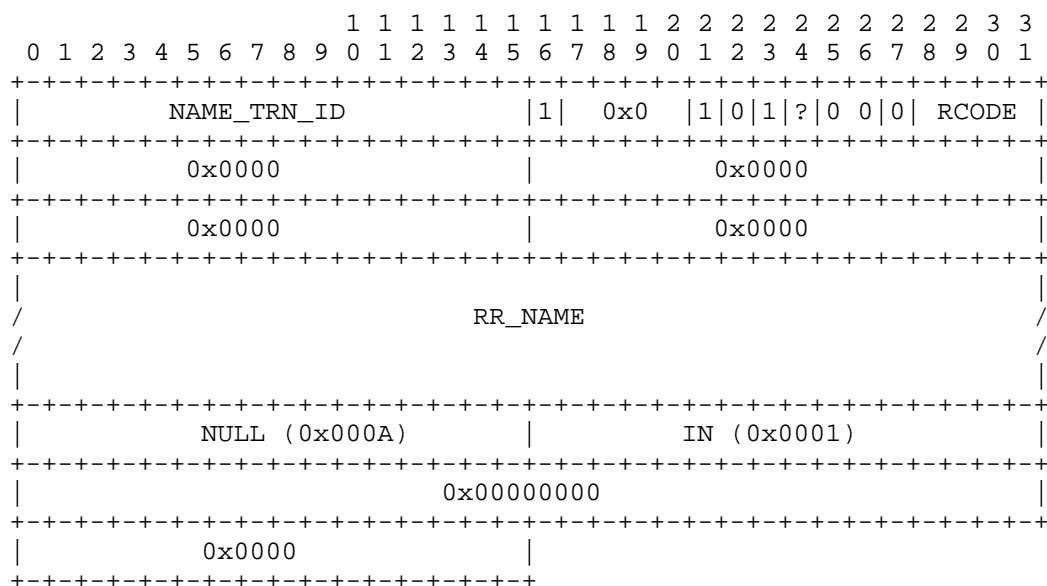 1 1 1 1 1 1 1 1 1 1 2 2 2 2 2 2 2 2 2 2 3 3
0 1 2 3 4 5 6 7 8 9 0 1 2 3 4 5 6 7 8 9 0 1 2 3 4 5 6 7 8 9 0 1
+-+-+-+-+-+-+-+-+-+-+-+-+-+-+-+-+-+-+-+-+-+-+-+-+-+-+-+-+-+-+-+-+
|         NAME_TRN_ID           |1|  0x0  |1|0|1|?|0 0|0| RCODE |
+-+-+-+-+-+-+-+-+-+-+-+-+-+-+-+-+-+-+-+-+-+-+-+-+-+-+-+-+-+-+-+-+
|          0x0000               |           0x0000              |
+-+-+-+-+-+-+-+-+-+-+-+-+-+-+-+-+-+-+-+-+-+-+-+-+-+-+-+-+-+-+-+-+
|          0x0000               |           0x0000              |
+-+-+-+-+-+-+-+-+-+-+-+-+-+-+-+-+-+-+-+-+-+-+-+-+-+-+-+-+-+-+-+-+
|                                                               |
/                            RR_NAME                            /
/                                                               /
|                                                               |
+-+-+-+-+-+-+-+-+-+-+-+-+-+-+-+-+-+-+-+-+-+-+-+-+-+-+-+-+-+-+-+-+
|           NULL (0x000A)       |         IN (0x0001)           |
+-+-+-+-+-+-+-+-+-+-+-+-+-+-+-+-+-+-+-+-+-+-+-+-+-+-+-+-+-+-+-+-+
|                          0x00000000                           |
+-+-+-+-+-+-+-+-+-+-+-+-+-+-+-+-+-+-+-+-+-+-+-+-+-+-+-+-+-+-+-+-+
|           0x0000              |
+-+-+-+-+-+-+-+-+-+-+-+-+-+-+-+-+